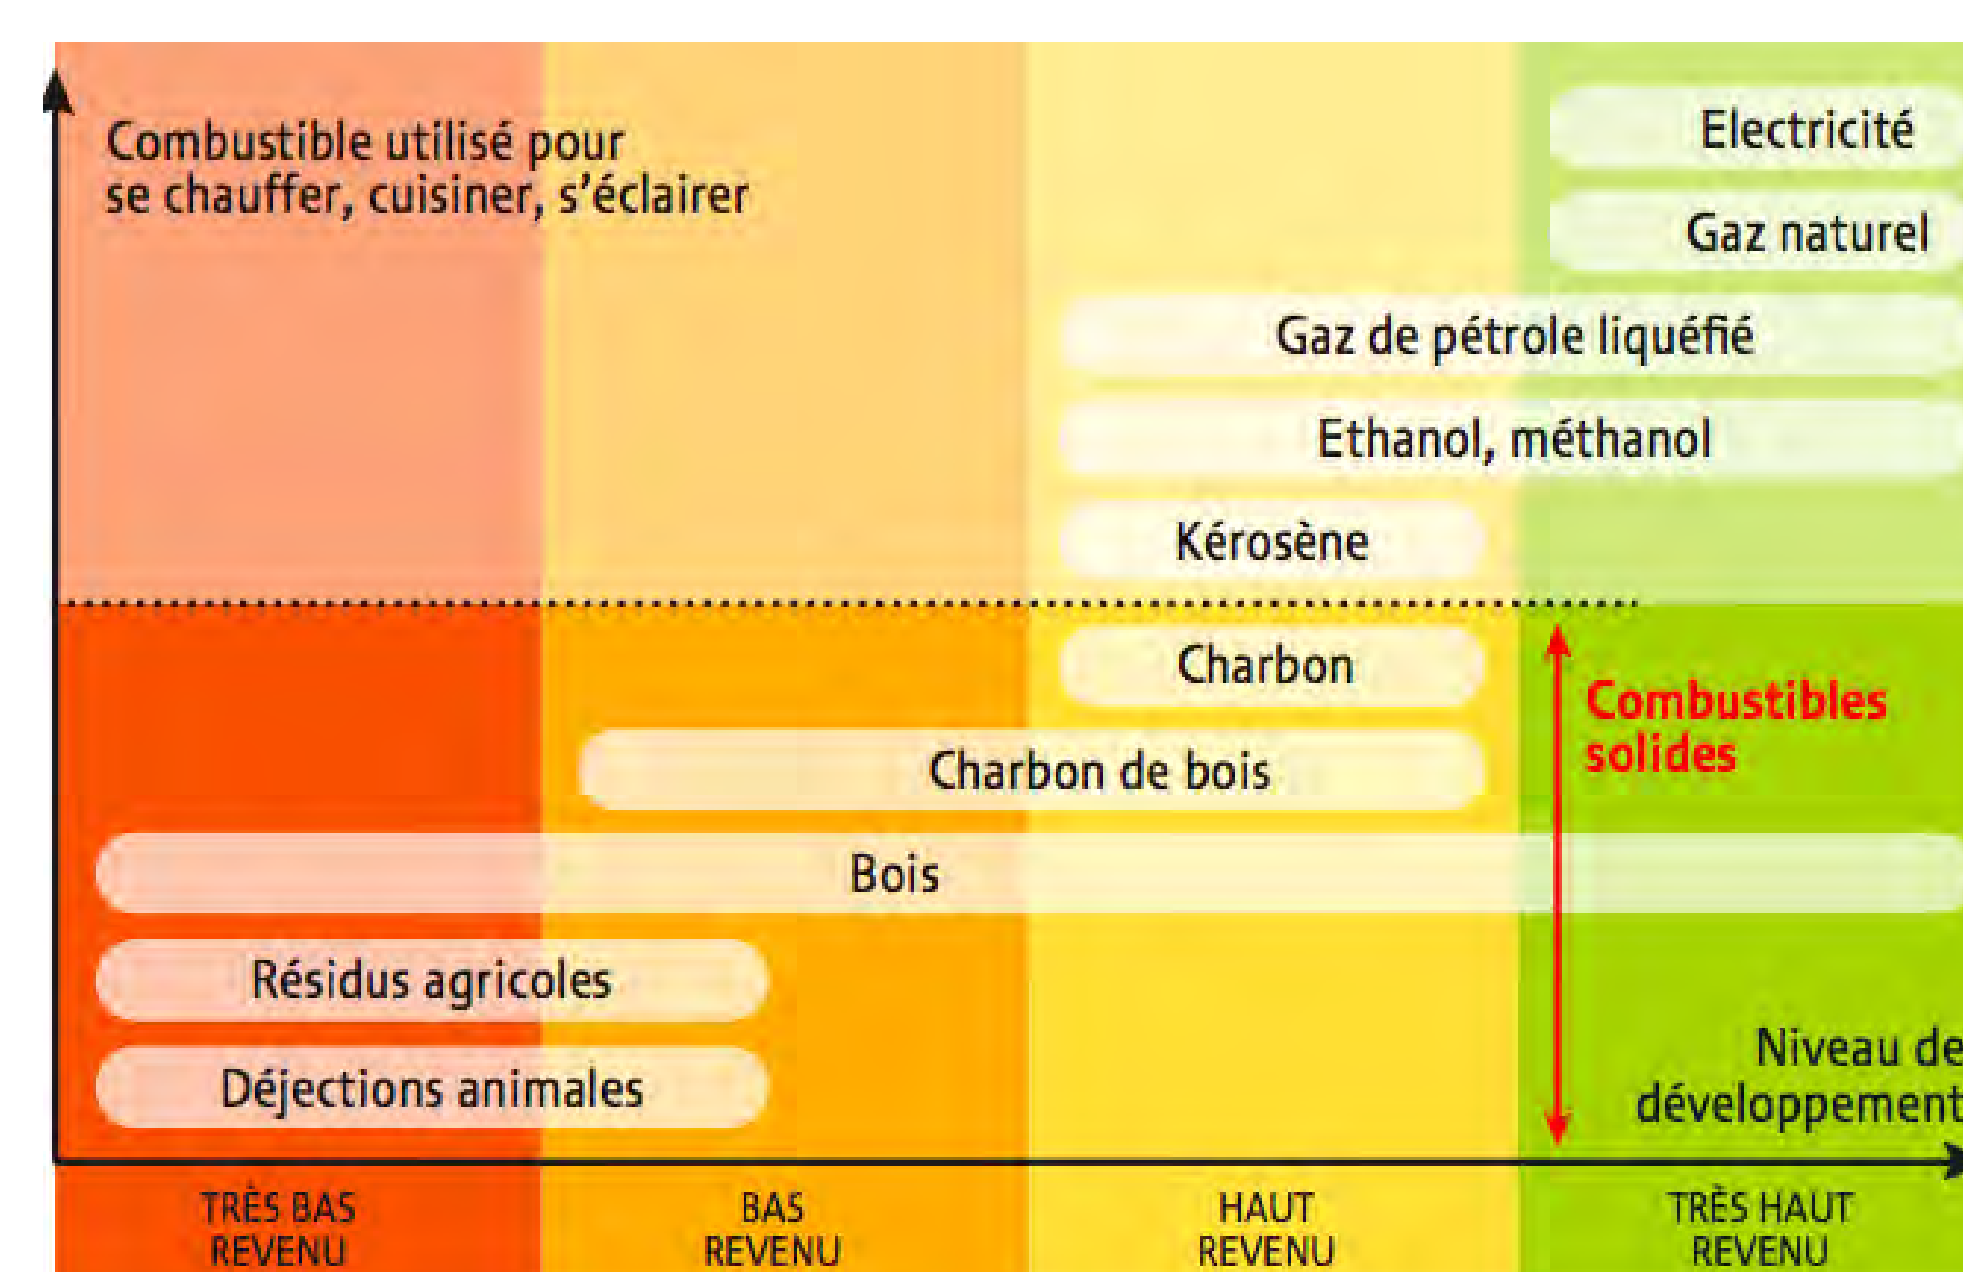 Combustible utilisé pour
se chauffer, cuisiner, s'éclairer
Electricité
Gaz naturel
Gaz de pétrole liquéfié
Ethanol, méthanol
Kérosène
Charbon
Combustibles
solides
Charbon de bois
Bois
Résidus agricoles
Déjections animales
Niveau de
développement
TRÈS BAS
REVENU
BAS
REVENU
HAUT
REVENU
TRÈS HAUT
REVENU